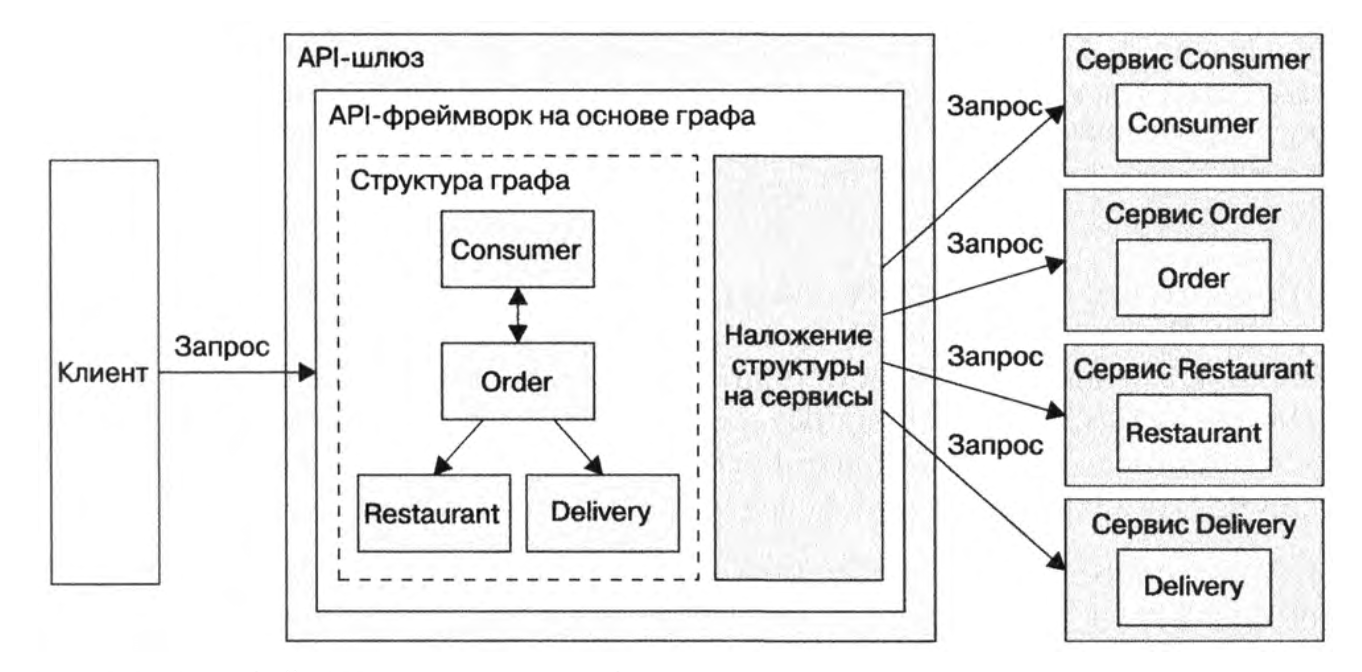 API-шлюз
API-фреймворк на основе графа
Структура графа
Consumer
Order
Restaurant
Delivery
Клиент
Запрос
Наложение
структуры
на сервисы
Запрос
Запрос
Запрос
Запрос
Сервис Consumer
Consumer
Сервис Order
Order
Сервис Restaurant
Restaurant
Сервис Delivery
Delivery